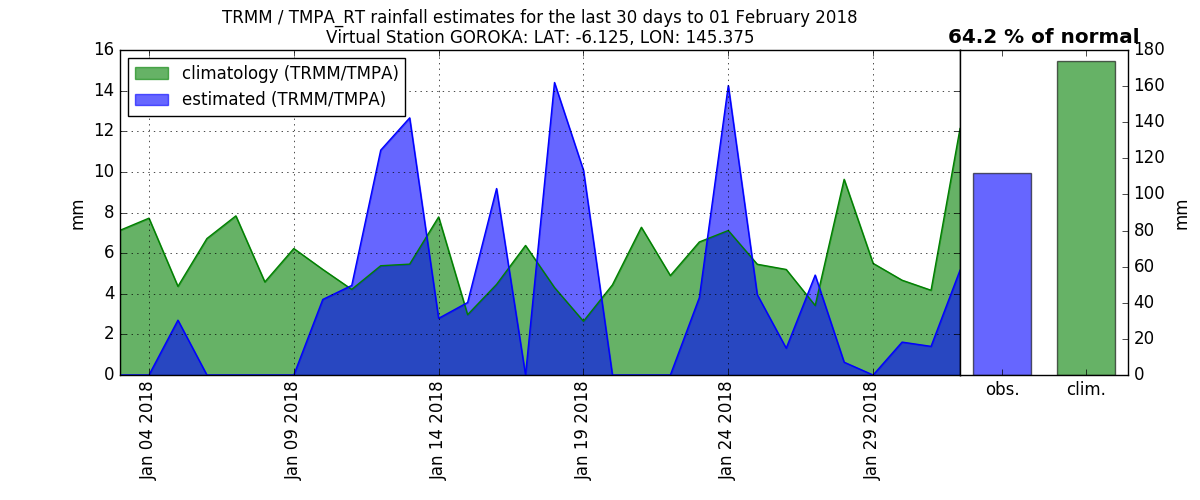 TRMM / TMPA_RT rainfall estimates for the last 30 days to 01 February 2018
Virtual Station GOROKA: LAT: -6.125, LON: 145.375
64.2 % of normal
climatology (TRMM/TMPA)
estimated (TRMM/TMPA)
mm
16
14
12
10
8
6
4
2
0
Jan 04 2018
Jan 09 2018
Jan 14 2018
Jan 19 2018
Jan 24 2018
Jan 29 2018
obs.
clim.
180
160
140
120
100
80
60
40
20
0
mm